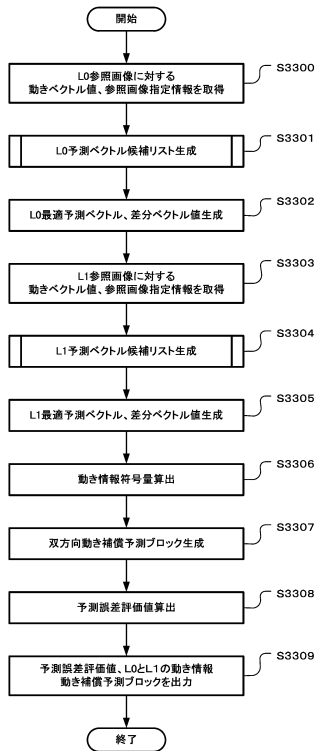 開始
S3300
L0参照画像に対する
動きベクトル値、参照画像指定情報を取得
S3301
L0予測ベクトル候補リスト生成
S3302
L0最適予測ベクトル、差分ベクトル値生成
S3303
L1参照画像に対する
動きベクトル値、参照画像指定情報を取得
S3304
L1予測ベクトル候補リスト生成
S3305
L1最適予測ベクトル、差分ベクトル値生成
S3306
動き情報符号量算出
S3307
双方向動き補償予測ブロック生成
S3308
予測誤差評価値算出
S3309
予測誤差評価値、L0とL1の動き情報
動き補償予測ブロックを出力
終了